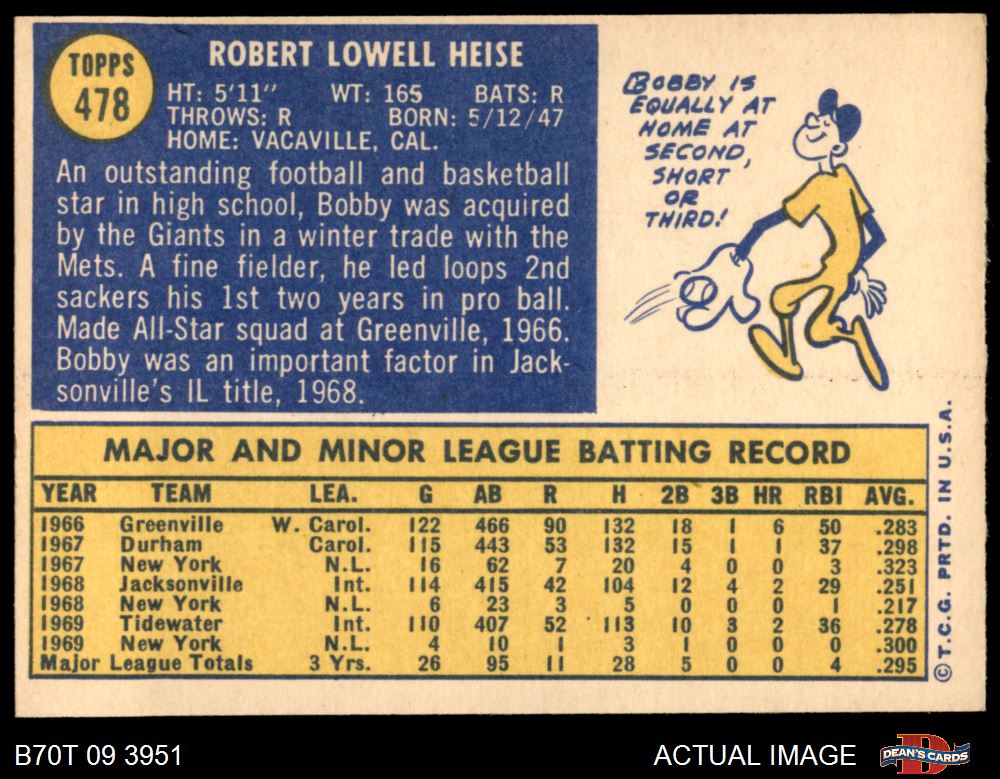 TOPPS
478
ROBERT LOWELL HEISE
HT: 5'11" WT: 165 BATS: R
THROWS: R BORN: 5/12/47
HOME: VACAVILLE, CAL.
An outstanding football and basketball
star in high school, Bobby was acquired
by the Giants in a winter trade with the
Mets. A fine fielder, he led loops 2nd
sackers his 1st two years in pro ball.
Made All-Star squad at Greenville, 1966.
Bobby was an important factor in Jack-
sonville's IL title, 1968.
BOBBY IS
EQUALLY AT
HOME AT
SECOND,
SHORT
OR
THIRD!
MAJOR AND MINOR LEAGUE BATTING RECORD
YEAR TEAM LEA. G AB R H 2B 3B HR RBI AVG.
1966 Greenville W. Carol. 122 466 90 132 18 1 6 50 .283
1967 Durham Carol. 115 443 53 132 15 1 1 37 .298
1967 New York N.L. 16 62 7 20 4 0 0 3 .323
1968 Jacksonville Int. 114 415 42 104 12 4 2 29 .251
1968 New York N.L. 6 23 3 5 0 0 0 1 .217
1969 Tidewater Int. 110 407 52 113 10 3 2 36 .278
1969 New York N.L. 4 10 1 3 1 0 0 0 .300
Major League Totals 3 Yrs. 26 95 11 28 5 0 0 4 .295
© T.C.G. PRTD. IN U.S.A.
B70T 09 3951
ACTUAL IMAGE
DEAN'S CARDS